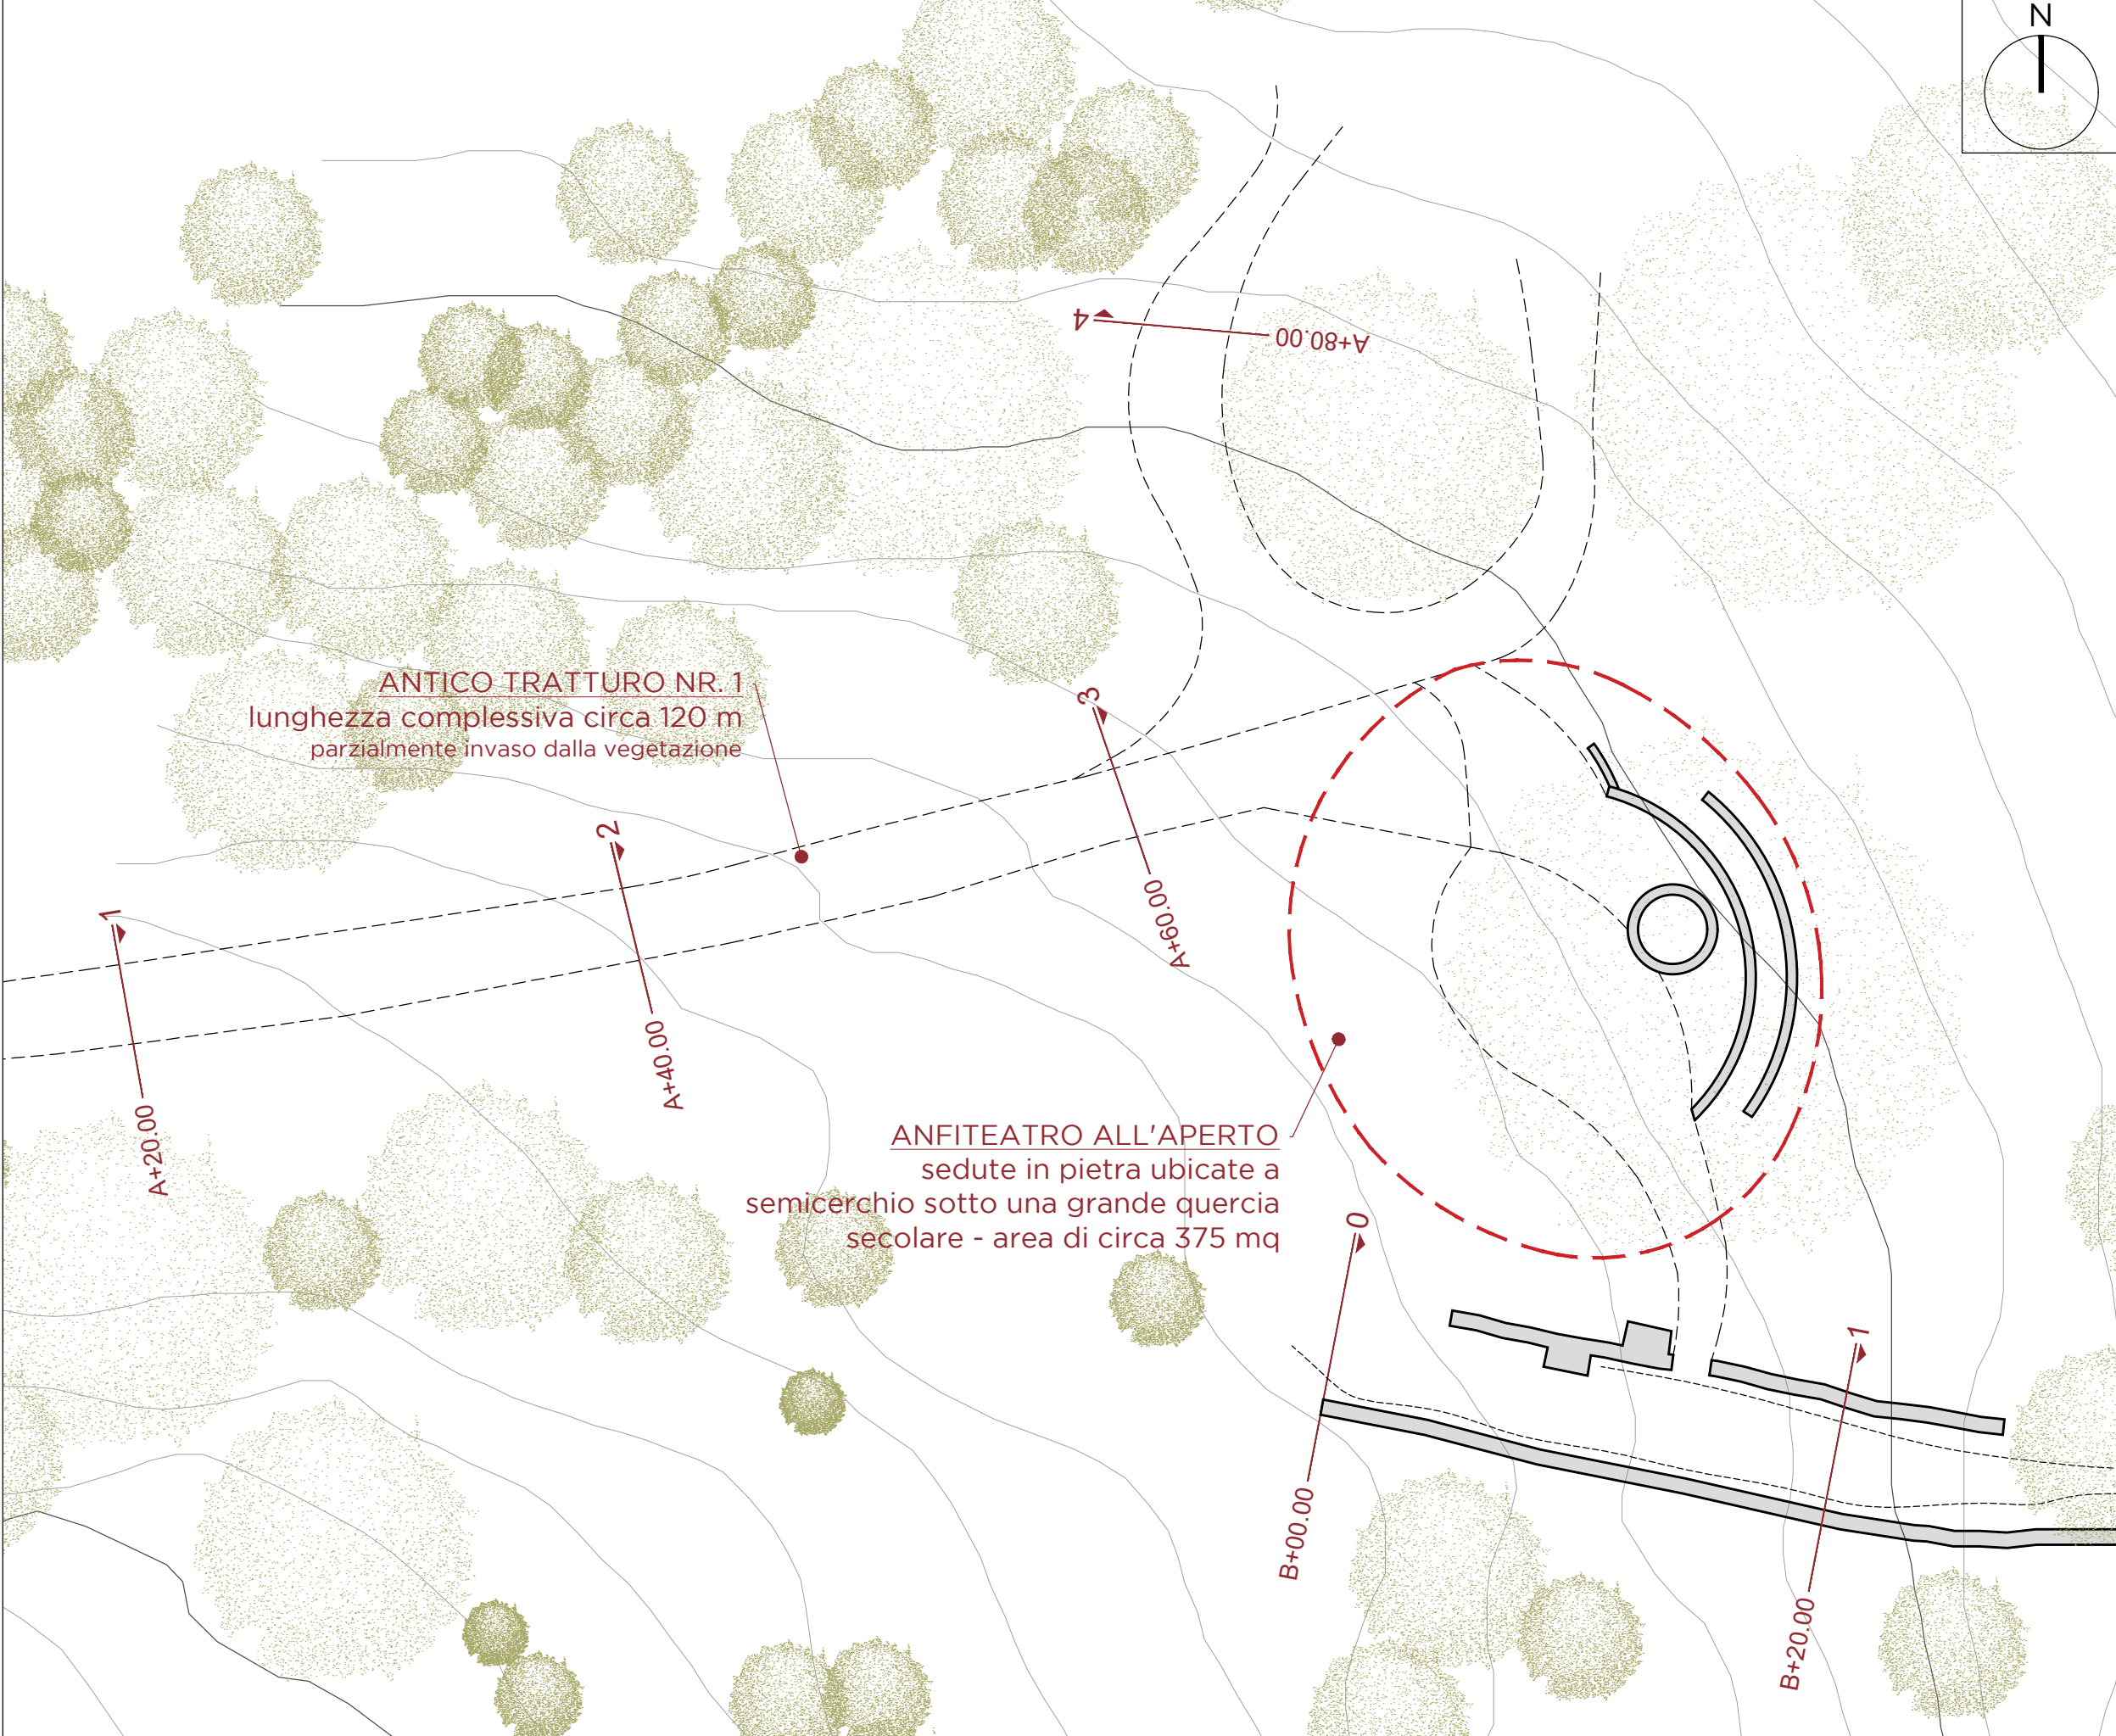 N
4
A+80.00
ANTICO TRATTURO NR. 1
lunghezza complessiva circa 120 m
parzialmente invaso dalla vegetazione
3
A+60.00
2
A+40.00
1
A+20.00
ANFITEATRO ALL'APERTO
sedute in pietra ubicate a
semicerchio sotto una grande quercia
secolare - area di circa 375 mq
0
B+00.00
1
B+20.00